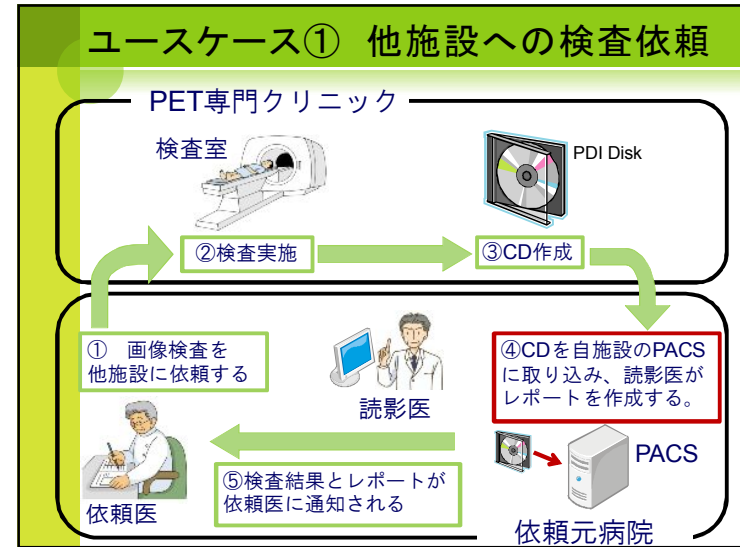 ユースケース① 他施設への検査依頼
PET専門クリニック
検査室
PDI Disk
②検査実施
③CD作成
① 画像検査を
他施設に依頼する
④CDを自施設のPACS
に取り込み、読影医が
レポートを作成する。
読影医
PACS
⑤検査結果とレポートが
依頼医に通知される
依頼医
依頼元病院